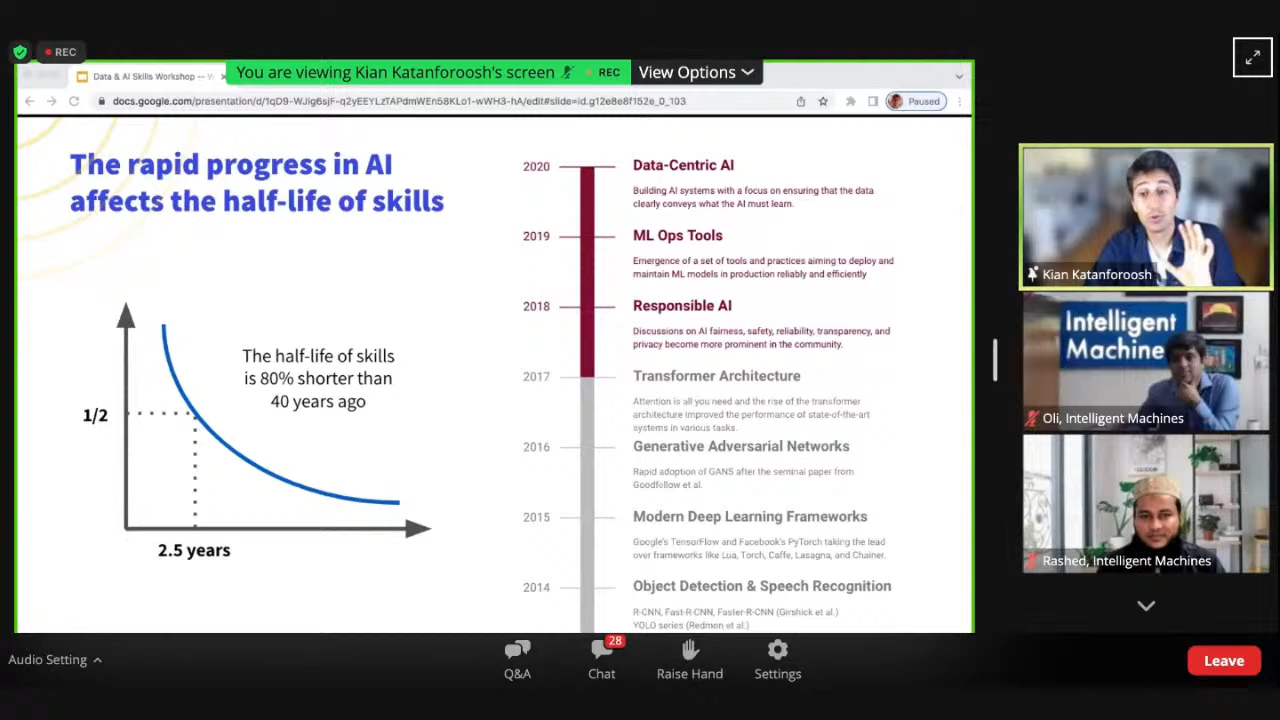 REC
Data & AI Skills Workshop --
You are viewing Kian Katanforoosh's screen
REC
View Options
docs.google.com/presentation/d/1qD9-WJig6sjF-q2yEEYLzTAPdmWEn58KLo1-wWH3-hA/edit#slide=id.g12e8e8f152e_0_103
Paused
The rapid progress in AI
affects the half-life of skills
The half-life of skills
is 80% shorter than
40 years ago
1/2
2.5 years
2020
Data-Centric AI
Building AI systems with a focus on ensuring that the data
clearly conveys what the AI must learn.
2019
ML Ops Tools
Emergence of a set of tools and practices aiming to deploy and
maintain ML models in production reliably and efficiently
2018
Responsible AI
Discussions on AI fairness, safety, reliability, transparency, and
privacy become more prominent in the community.
2017
Transformer Architecture
Attention is all you need and the rise of the transformer
architecture improved the performance of state-of-the-art
systems in various tasks.
2016
Generative Adversarial Networks
Rapid adoption of GANS after the seminal paper from
Goodfellow et al.
2015
Modern Deep Learning Frameworks
Google's TensorFlow and Facebook's PyTorch taking the lead
over frameworks like Lua, Torch, Caffe, Lasagna, and Chainer.
2014
Object Detection & Speech Recognition
R-CNN, Fast-R-CNN, Faster-R-CNN (Girshick et al.)
YOLO series (Redmon et al.)
Kian Katanforoosh
Intelligent
Machine
Oli, Intelligent Machines
Rashed, Intelligent Machines
Audio Setting
Q&A
28
Chat
Raise Hand
Settings
Leave